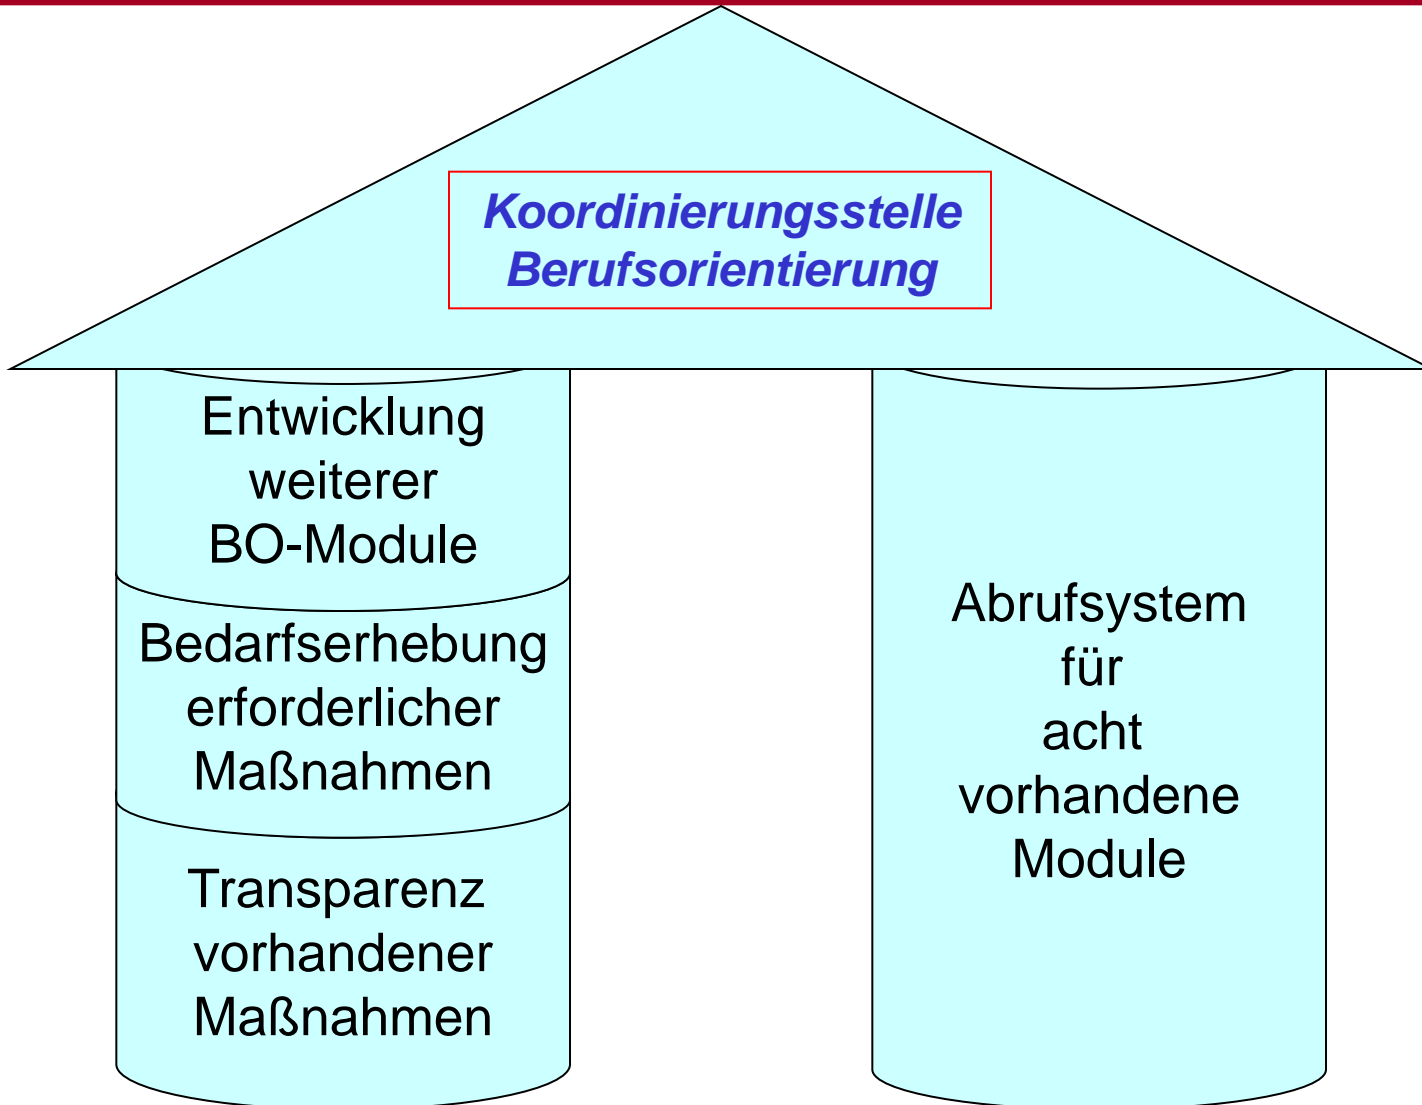 Koordinierungsstelle
Berufsorientierung
Entwicklung
weiterer
BO-Module
Bedarfserhebung
erforderlicher
Maßnahmen
Transparenz
vorhandener
Maßnahmen
Abrufsystem
für
acht
vorhandene
Module